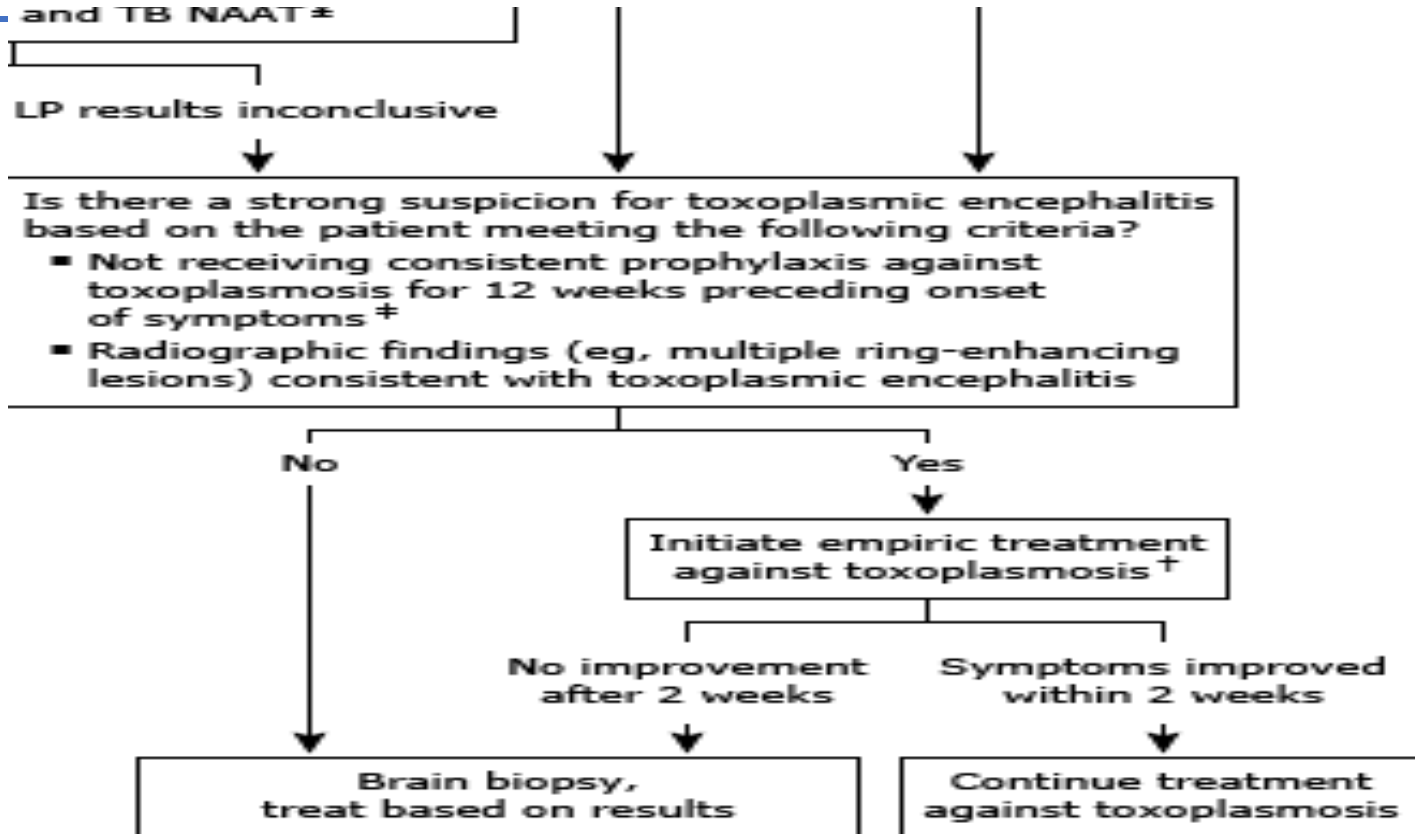 and TB NAAT±
LP results inconclusive
Is there a strong suspicion for toxoplasmic encephalitis
based on the patient meeting the following criteria?
▪ Not receiving consistent prophylaxis against
toxoplasmosis for 12 weeks preceding onset
of symptoms‡
▪ Radiographic findings (eg, multiple ring-enhancing
lesions) consistent with toxoplasmic encephalitis
No
Yes
Initiate empiric treatment
against toxoplasmosis†
No improvement
after 2 weeks
Symptoms improved
within 2 weeks
Brain biopsy,
treat based on results
Continue treatment
against toxoplasmosis